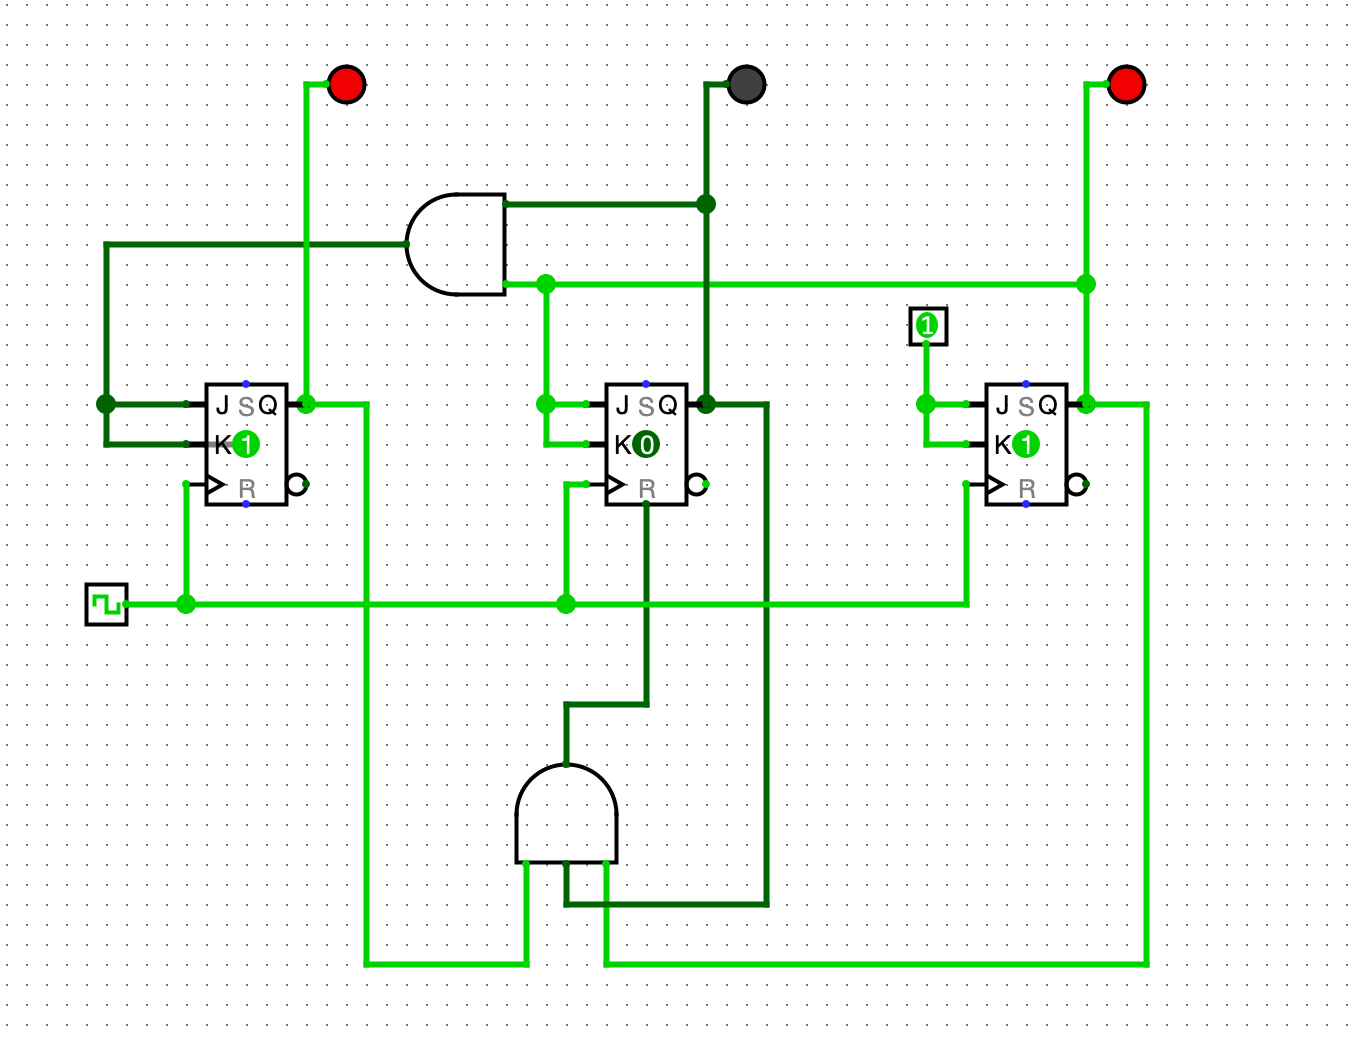 1
J S Q J S Q J S Q
K 1 K 0 K 1
R R R